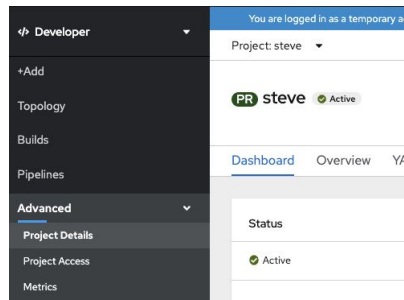 Developer
You are logged in as a temporary a
Project: steve
+Add
PR steve Active
Topology
Builds
Dashboard Overview YA
Pipelines
Advanced
Status
Project Details
Active
Project Access
Metrics